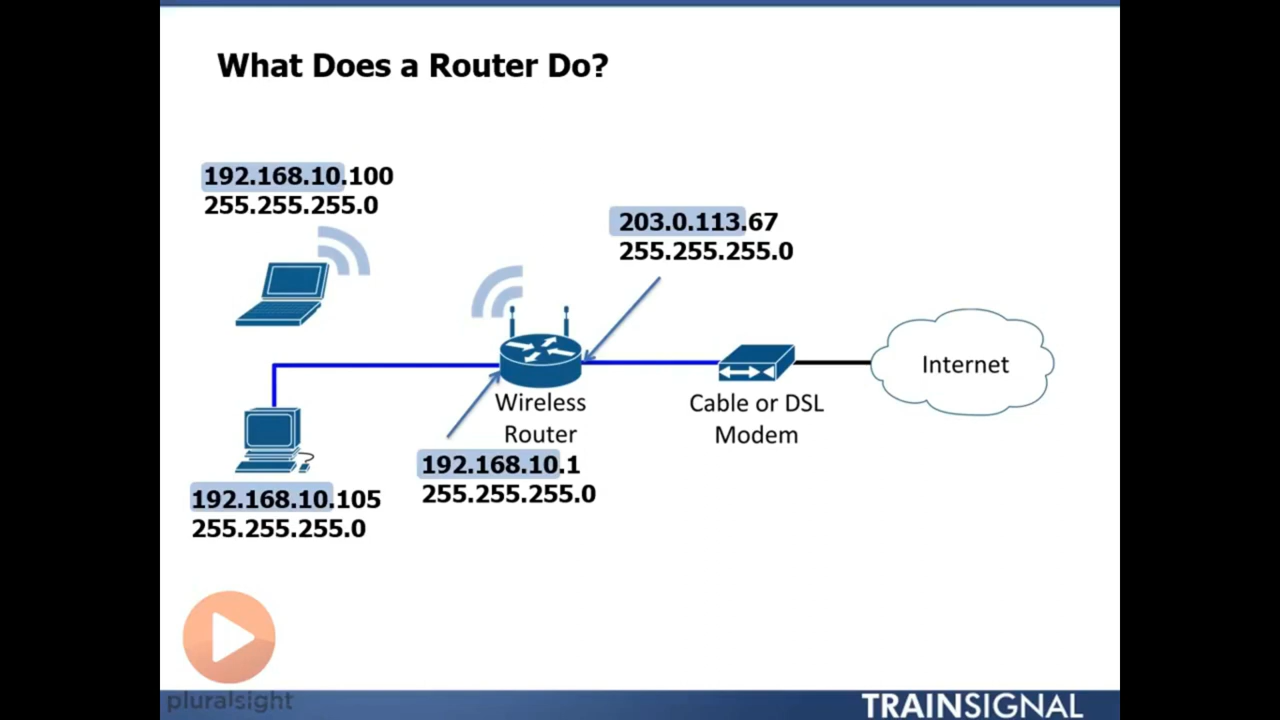 What Does a Router Do?
192.168.10.100
255.255.255.0
203.0.113.67
255.255.255.0
Internet
Wireless
Router
Cable or DSL
Modem
192.168.10.1
255.255.255.0
192.168.10.105
255.255.255.0
pluralsight
TRAINSIGNAL